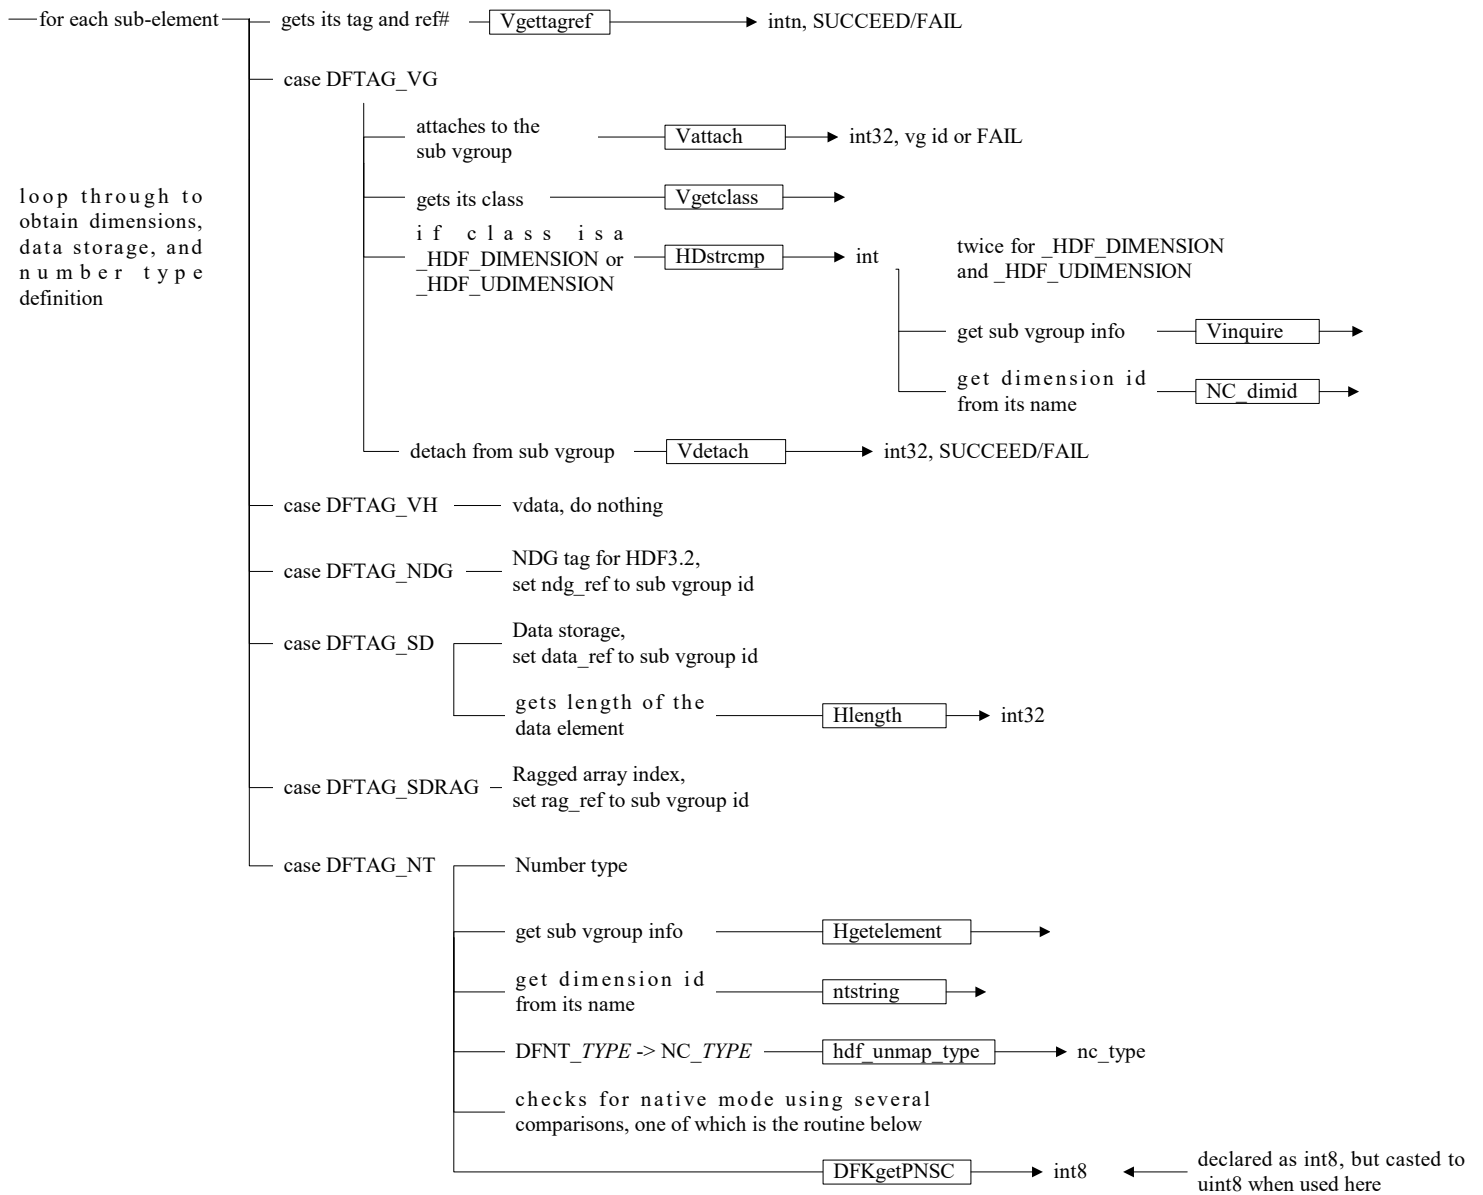 for each sub-element
gets its tag and ref#
Vgettagref
intn, SUCCEED/FAIL
case DFTAG_VG
attaches to the
sub vgroup
Vattach
int32, vg id or FAIL
loop through to
obtain dimensions,
data storage, and
number type
definition
gets its class
Vgetclass
if class is a
_HDF_DIMENSION or
_HDF_UDIMENSION
HDstrcmp
int
twice for _HDF_DIMENSION
and _HDF_UDIMENSION
get sub vgroup info
Vinquire
get dimension id
from its name
NC_dimid
detach from sub vgroup
Vdetach
int32, SUCCEED/FAIL
case DFTAG_VH
vdata, do nothing
case DFTAG_NDG
NDG tag for HDF3.2,
set ndg_ref to sub vgroup id
case DFTAG_SD
Data storage,
set data_ref to sub vgroup id
gets length of the
data element
Hlength
int32
case DFTAG_SDRAG
Ragged array index,
set rag_ref to sub vgroup id
case DFTAG_NT
Number type
get sub vgroup info
Hgetelement
get dimension id
from its name
ntstring
DFNT_TYPE -> NC_TYPE
hdf_unmap_type
nc_type
checks for native mode using several
comparisons, one of which is the routine below
DFKgetPNSC
int8
declared as int8, but casted to
uint8 when used here